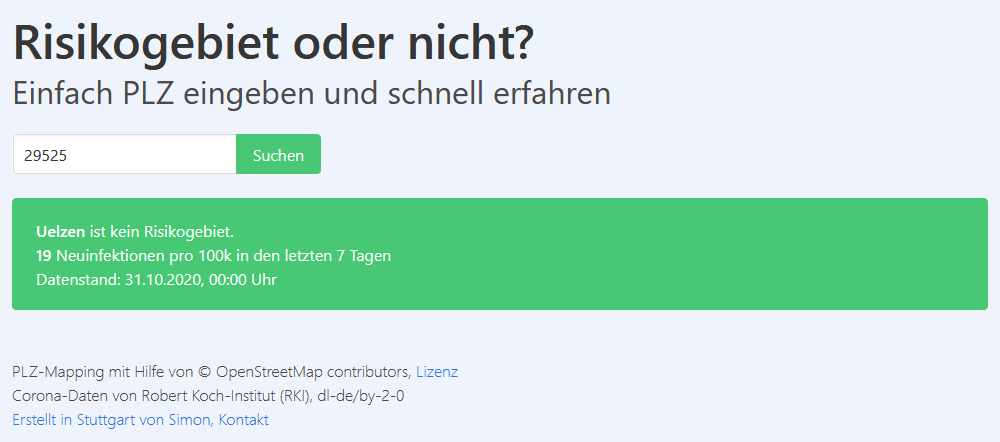 Risikogebiet oder nicht?
Einfach PLZ eingeben und schnell erfahren
29525 Suchen
Uelzen ist kein Risikogebiet.
19 Neuinfektionen pro 100k in den letzten 7 Tagen
Datenstand: 31.10.2020, 00:00 Uhr
PLZ-Mapping mit Hilfe von © OpenStreetMap contributors, Lizenz
Corona-Daten von Robert Koch-Institut (RKI), dl-de/by-2-0
Erstellt in Stuttgart von Simon, Kontakt